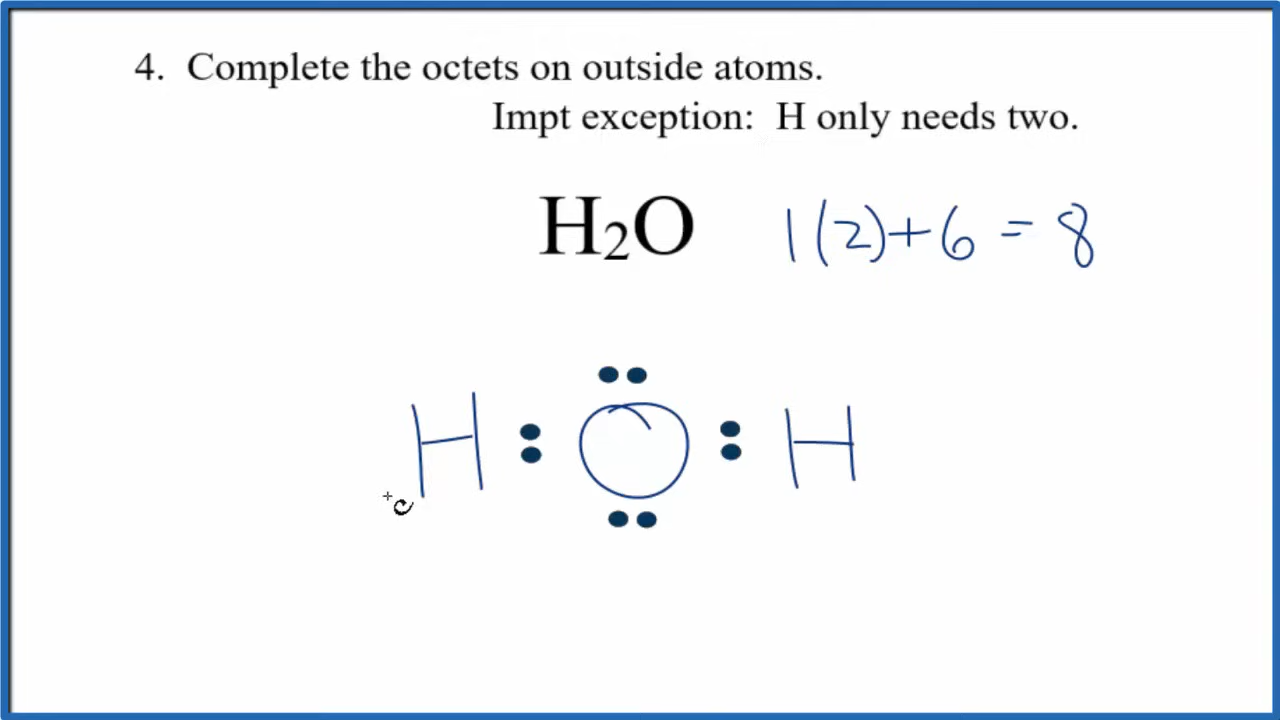 4. Complete the octets on outside atoms.
Impt exception: H only needs two.
H₂O 1(2)+6 = 8
H : O : H